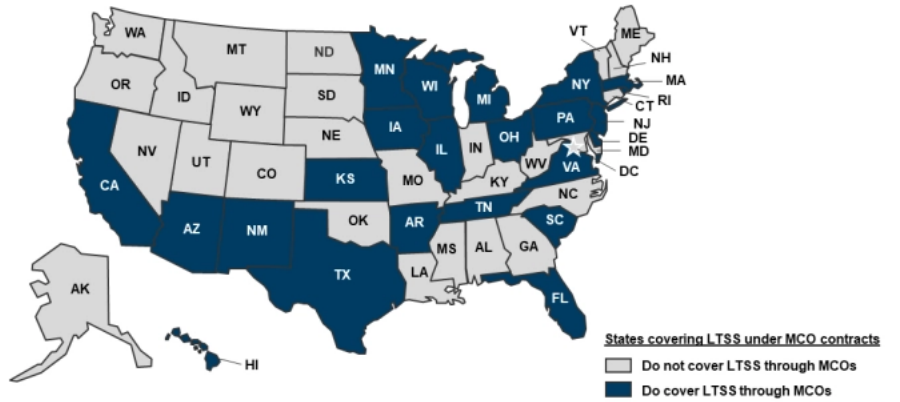 WA
MT
ND
MN
VT
ME
NH
OR
ID
SD
WI
MI
NY
MA
RI
CT
WY
PA
NJ
IA
NE
OH
DE
MD
NV
UT
IL
IN
WV
VA
DC
CO
KS
MO
KY
CA
NC
TN
OK
AR
SC
AZ
NM
MS
AL
GA
LA
TX
AK
FL
HI
States covering LTSS under MCO contracts
Do not cover LTSS through MCOs
Do cover LTSS through MCOs